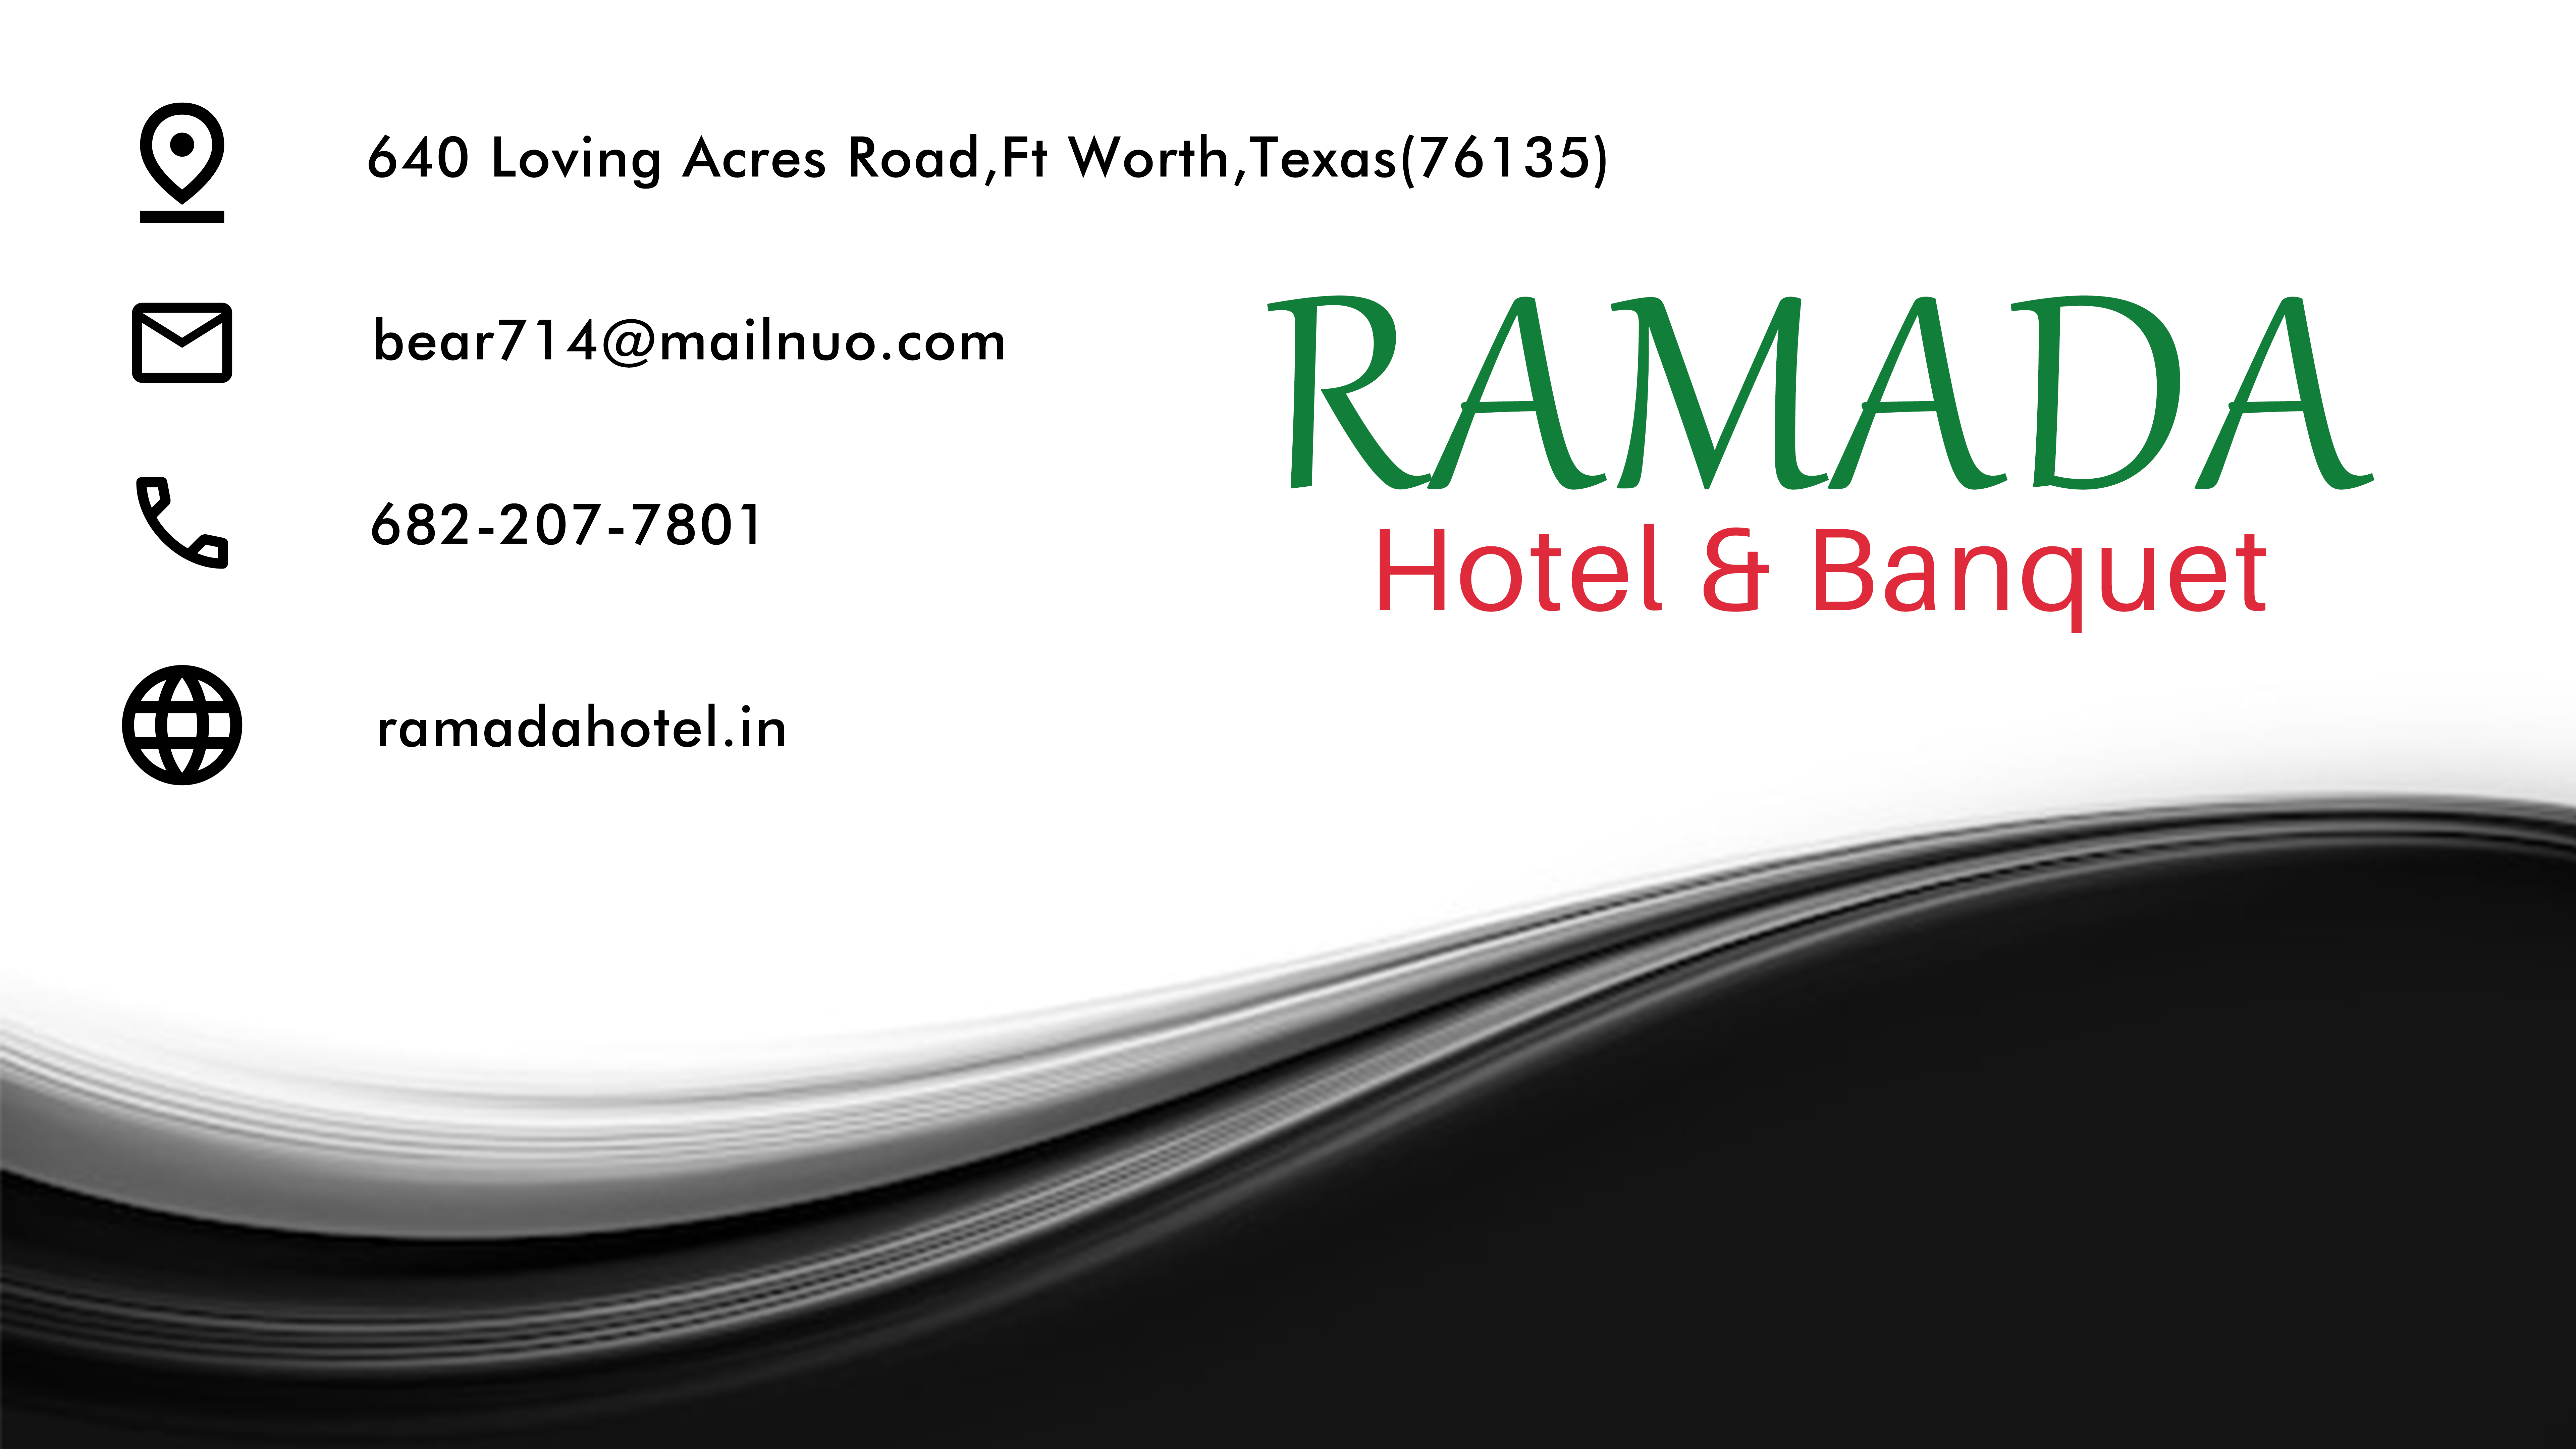 640 Loving Acres Road,Ft Worth,Texas(76135)
bear714@mailnuo.com
682-207-7801
ramadahotel.in
RAMADA
Hotel & Banquet